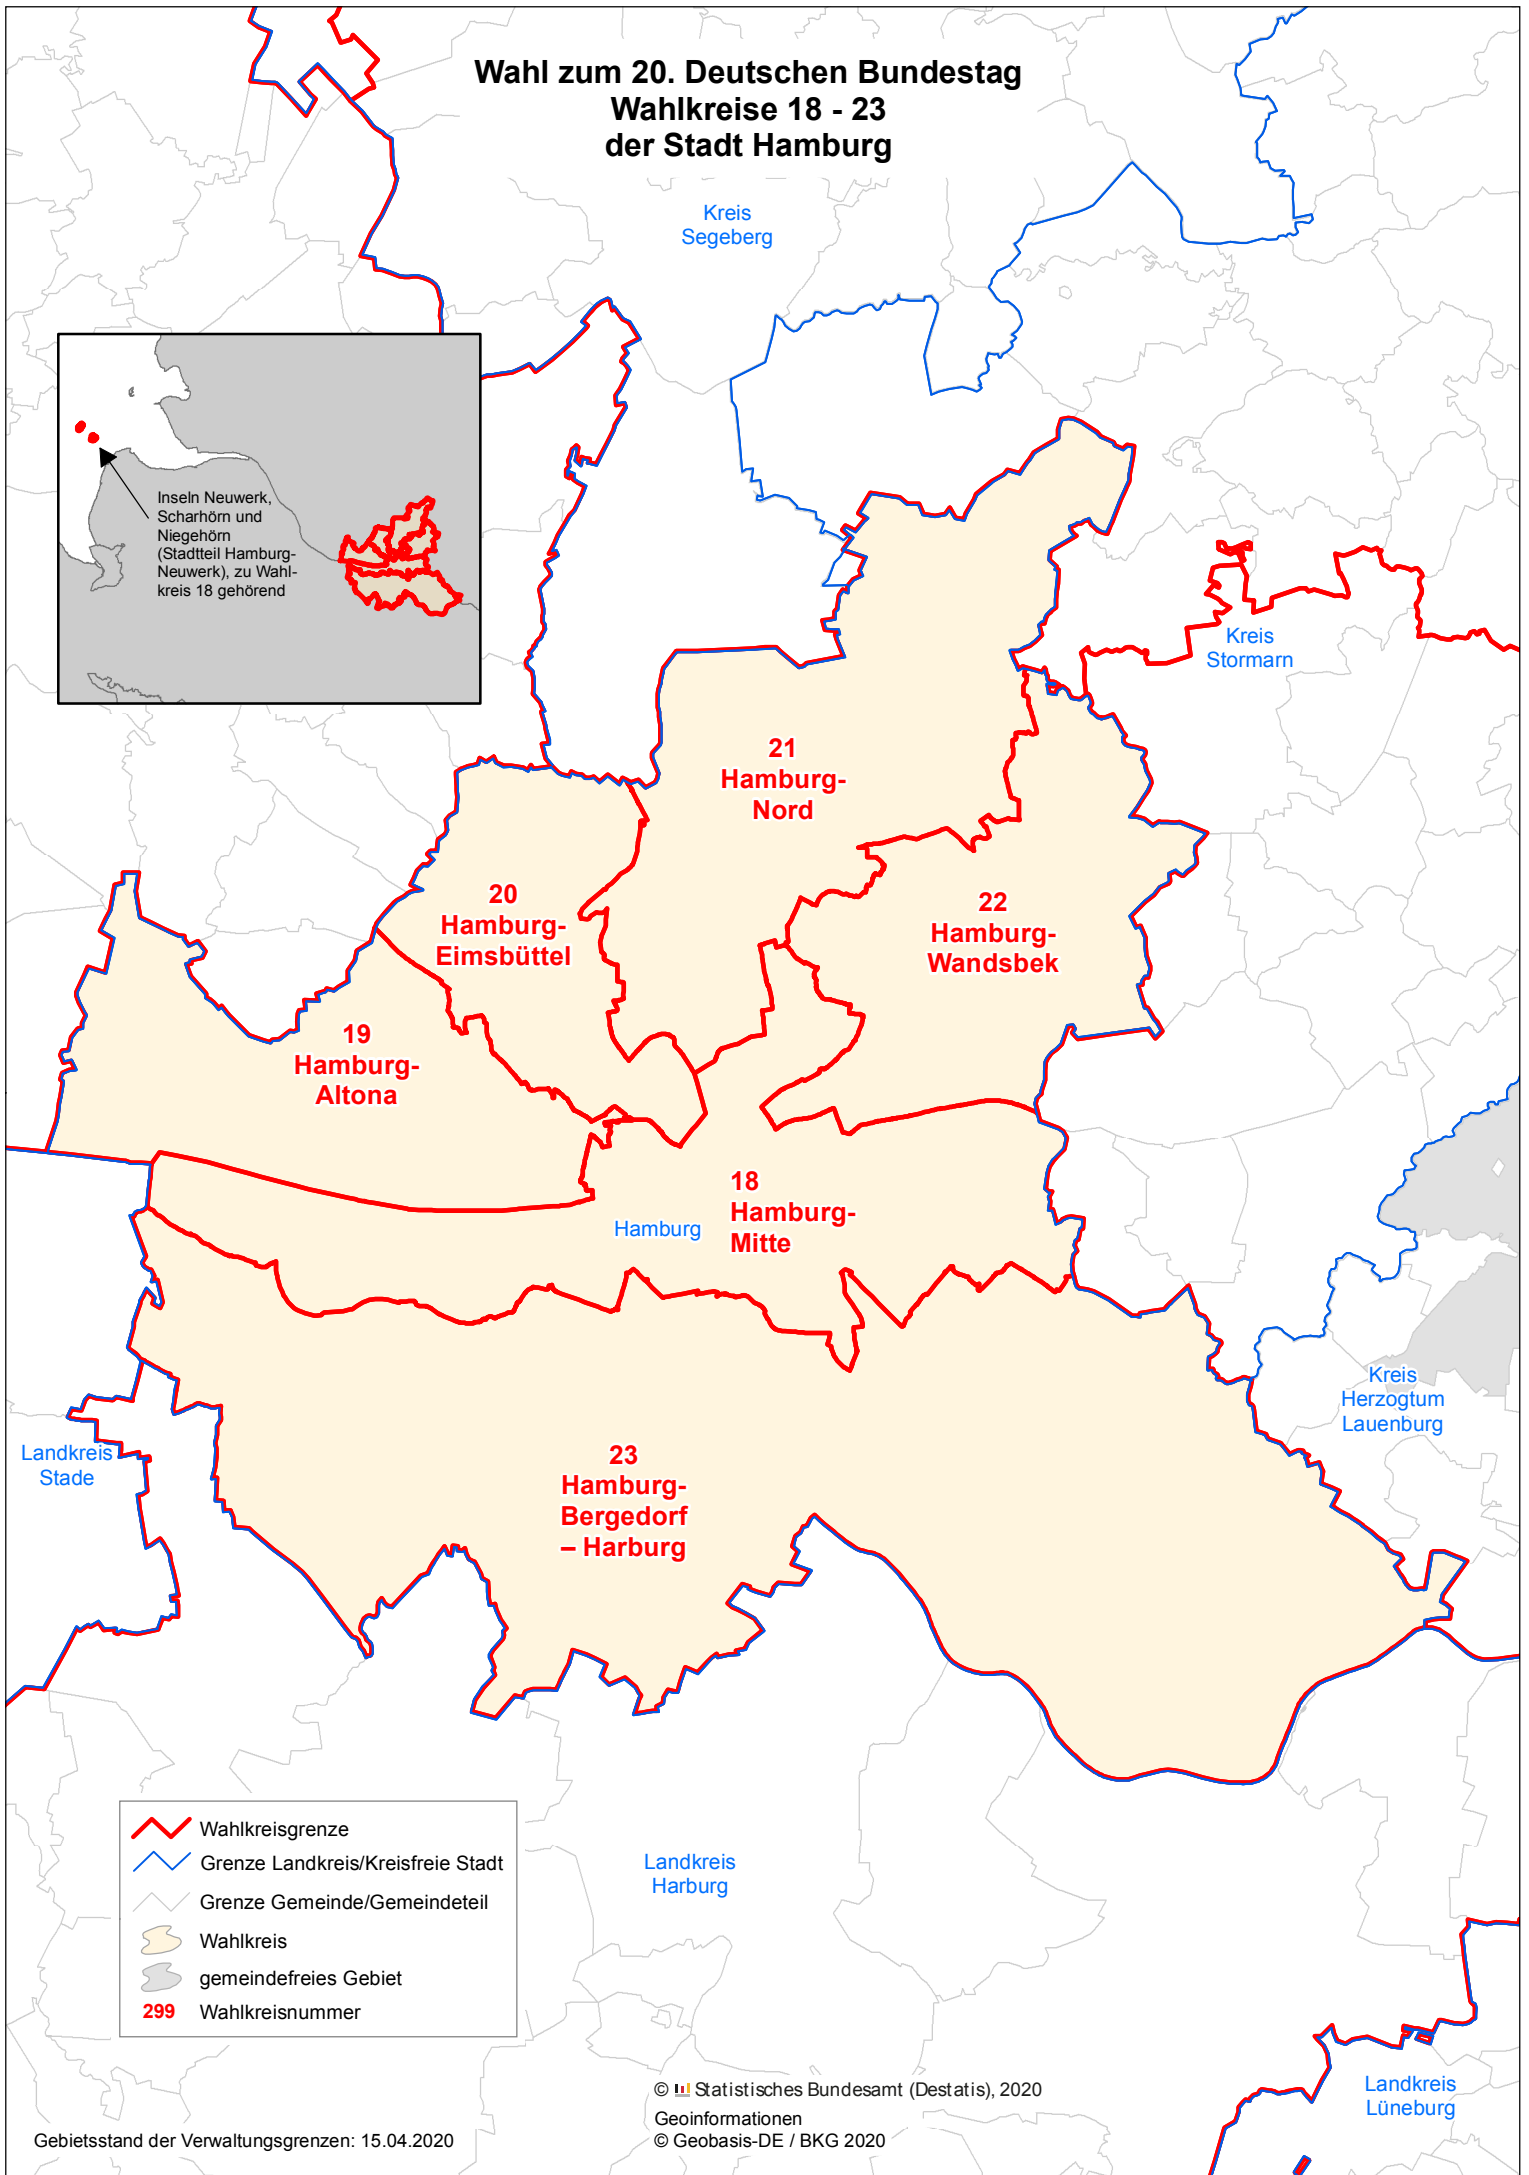 Wahl zum 20. Deutschen Bundestag
Wahlkreise 18 - 23
der Stadt Hamburg
Kreis
Segeberg
Inseln Neuwerk,
Scharhörn und
Niegehörn
(Stadtteil Hamburg-
Neuwerk), zu Wahl-
kreis 18 gehörend
Kreis
Stormarn
21
Hamburg-
Nord
20
Hamburg-
Eimsbüttel
22
Hamburg-
Wandsbek
19
Hamburg-
Altona
18
Hamburg-
Mitte
Hamburg
Kreis
Herzogtum
Lauenburg
Landkreis
Stade
23
Hamburg-
Bergedorf
– Harburg
Wahlkreisgrenze
Grenze Landkreis/Kreisfreie Stadt
Grenze Gemeinde/Gemeindeteil
Wahlkreis
gemeindefreies Gebiet
299 Wahlkreisnummer
Landkreis
Harburg
Landkreis
Lüneburg
© Statistisches Bundesamt (Destatis), 2020
Geoinformationen
© Geobasis-DE / BKG 2020
Gebietsstand der Verwaltungsgrenzen: 15.04.2020